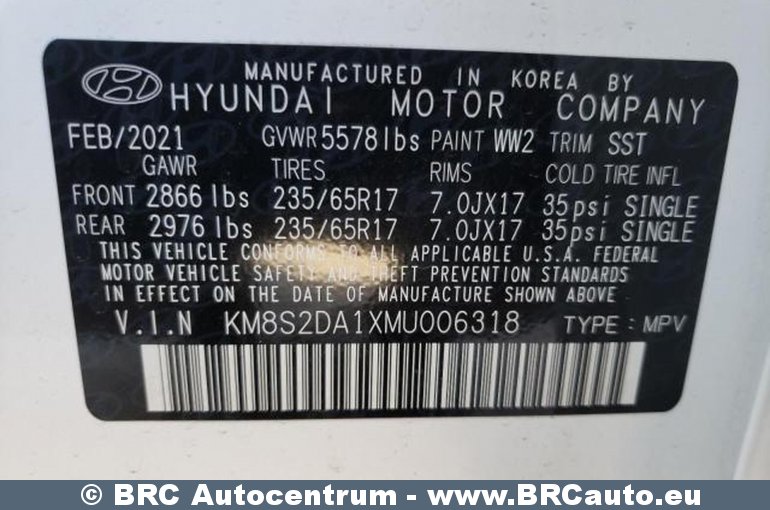 MANUFACTURED IN KOREA BY
HYUNDAI MOTOR COMPANY
FEB/2021 GVWR 5578 lbs PAINT WW2 TRIM SST
GAWR TIRES RIMS COLD TIRE INFL
FRONT 2866 lbs 235/65R17 7.0JX17 35psi SINGLE
REAR 2976 lbs 235/65R17 7.0JX17 35psi SINGLE
THIS VEHICLE CONFORMS TO ALL APPLICABLE U.S.A. FEDERAL
MOTOR VEHICLE SAFETY AND THEFT PREVENTION STANDARDS
IN EFFECT ON THE DATE OF MANUFACTURE SHOWN ABOVE.
V.I.N KM8S2DA1XMU006318 TYPE : MPV
© BRC Autocentrum - www.BRCauto.eu